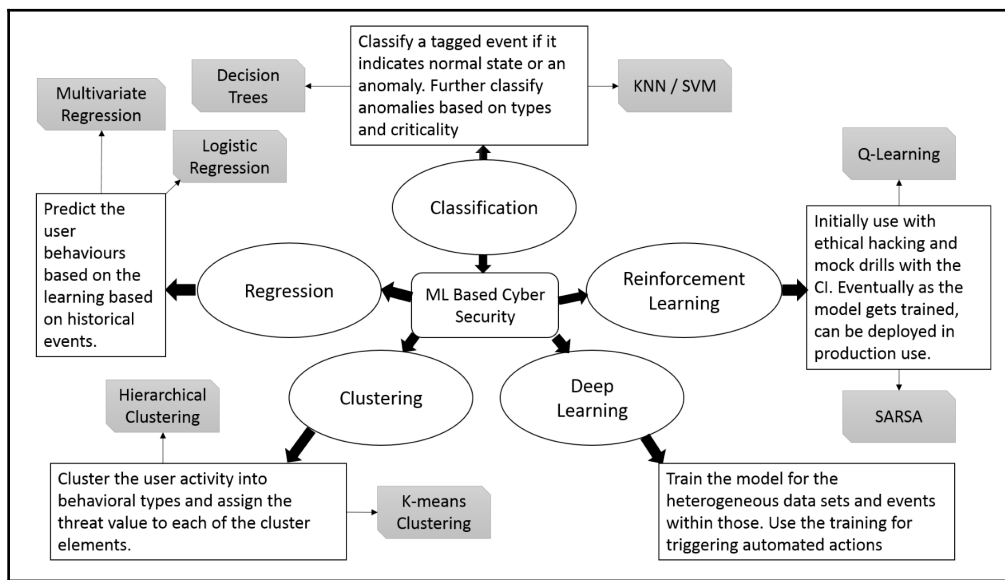 Classify a tagged event if it
indicates normal state or an
anomaly. Further classify
anomalies based on types
and criticality
Decision
Trees
KNN / SVM
Multivariate
Regression
Logistic
Regression
Q-Learning
Classification
Predict the
user
behaviours
based on the
learning based
on historical
events.
Regression
ML Based Cyber
Security
Reinforcement
Learning
Initially use with
ethical hacking and
mock drills with the
CI. Eventually as the
model gets trained,
can be deployed in
production use.
Hierarchical
Clustering
Clustering
Deep
Learning
SARSA
Cluster the user activity into
behavioral types and assign the
threat value to each of the cluster
elements.
K-means
Clustering
Train the model for the
heterogeneous data sets and events
within those. Use the training for
triggering automated actions